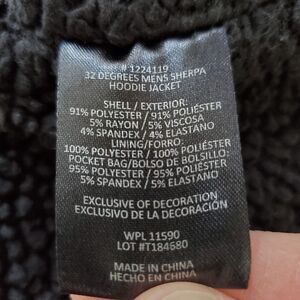 # 1224119
32 DEGREES MENS SHERPA
HOODIE JACKET
SHELL / EXTERIOR:
91% POLYESTER / 91% POLIÉSTER
5% RAYON / 5% VISCOSA
4% SPANDEX / 4% ELASTANO
LINING/FORRO:
100% POLYESTER / 100% POLIÉSTER
POCKET BAG/BOLSO DE BOLSILLO:
95% POLYESTER / 95% POLIÉSTER
5% SPANDEX / 5% ELASTANO
EXCLUSIVE OF DECORATION
EXCLUSIVO DE LA DECORACIÓN
WPL 11590
LOT #T184680
MADE IN CHINA
HECHO EN CHINA